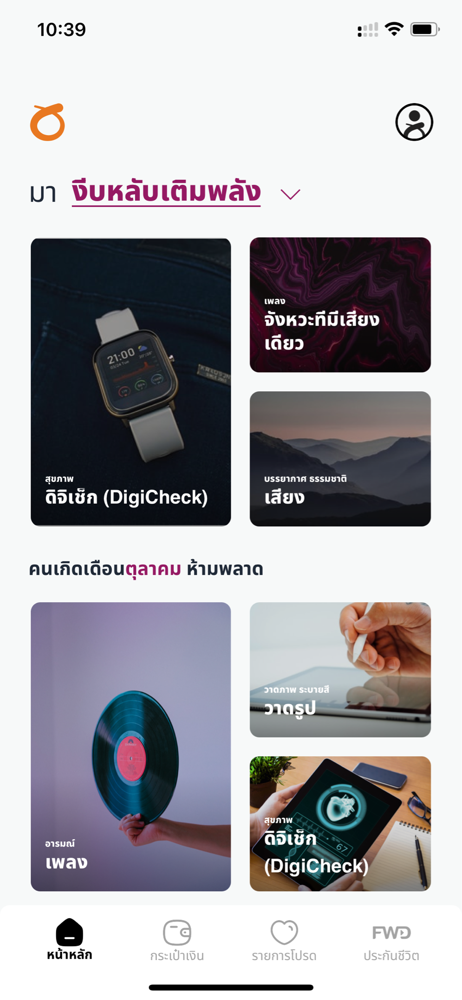 10:39
มา งีบหลับเติมพลัง
21:00
03/24 Tue
20°/28°
เพลง
จังหวะที่มีเสียง
เดียว
บรรยากาศ ธรรมชาติ
เสียง
สุขภาพ
ดิจิเช็ก (DigiCheck)
คนเกิดเดือนตุลาคม ห้ามพลาด
อารมณ์
เพลง
วาดภาพ ระบายสี
วาดรูป
สุขภาพ
ดิจิเช็ก
67
(DigiCheck)
หน้าหลัก
กระเป๋าเงิน
รายการโปรด
FWD
ประกันชีวิต